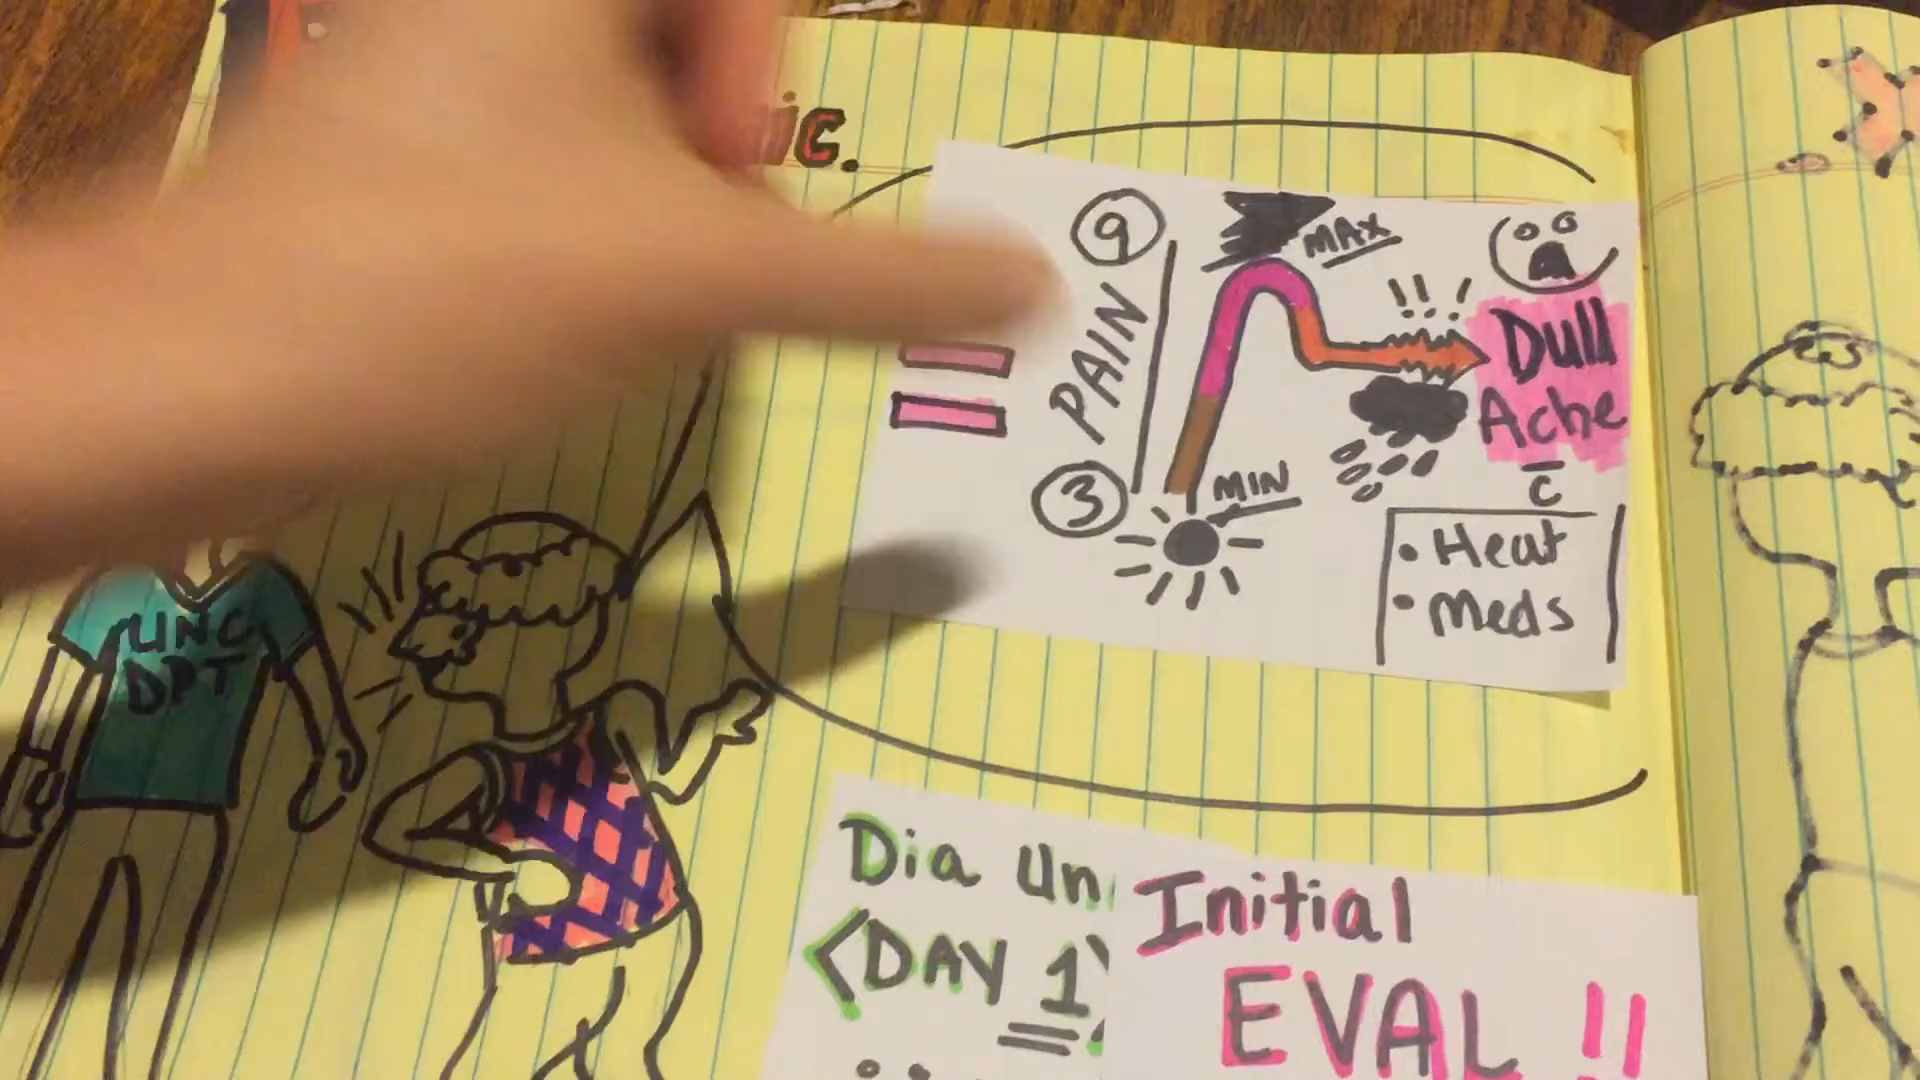 ic.
9
PAIN
3
MAX
MIN
!! !
Dull
Ache
c̄
• Heat
• Meds
UNC
DPT
Dia Un
<DAY 1
Initial
EVAL !!